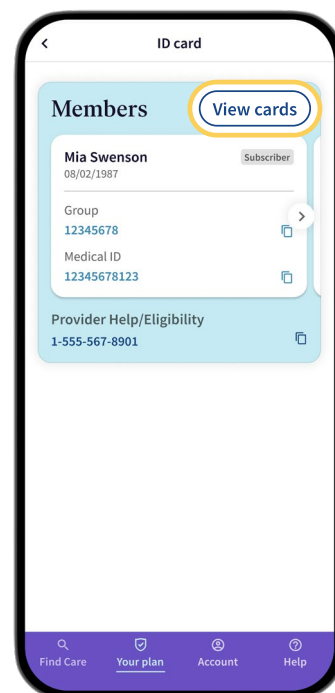 ID card
Members
View cards
Mia Swenson
Subscriber
08/02/1987
Group
12345678
Medical ID
12345678123
Provider Help/Eligibility
1-555-567-8901
Find Care
Your plan
Account
Help